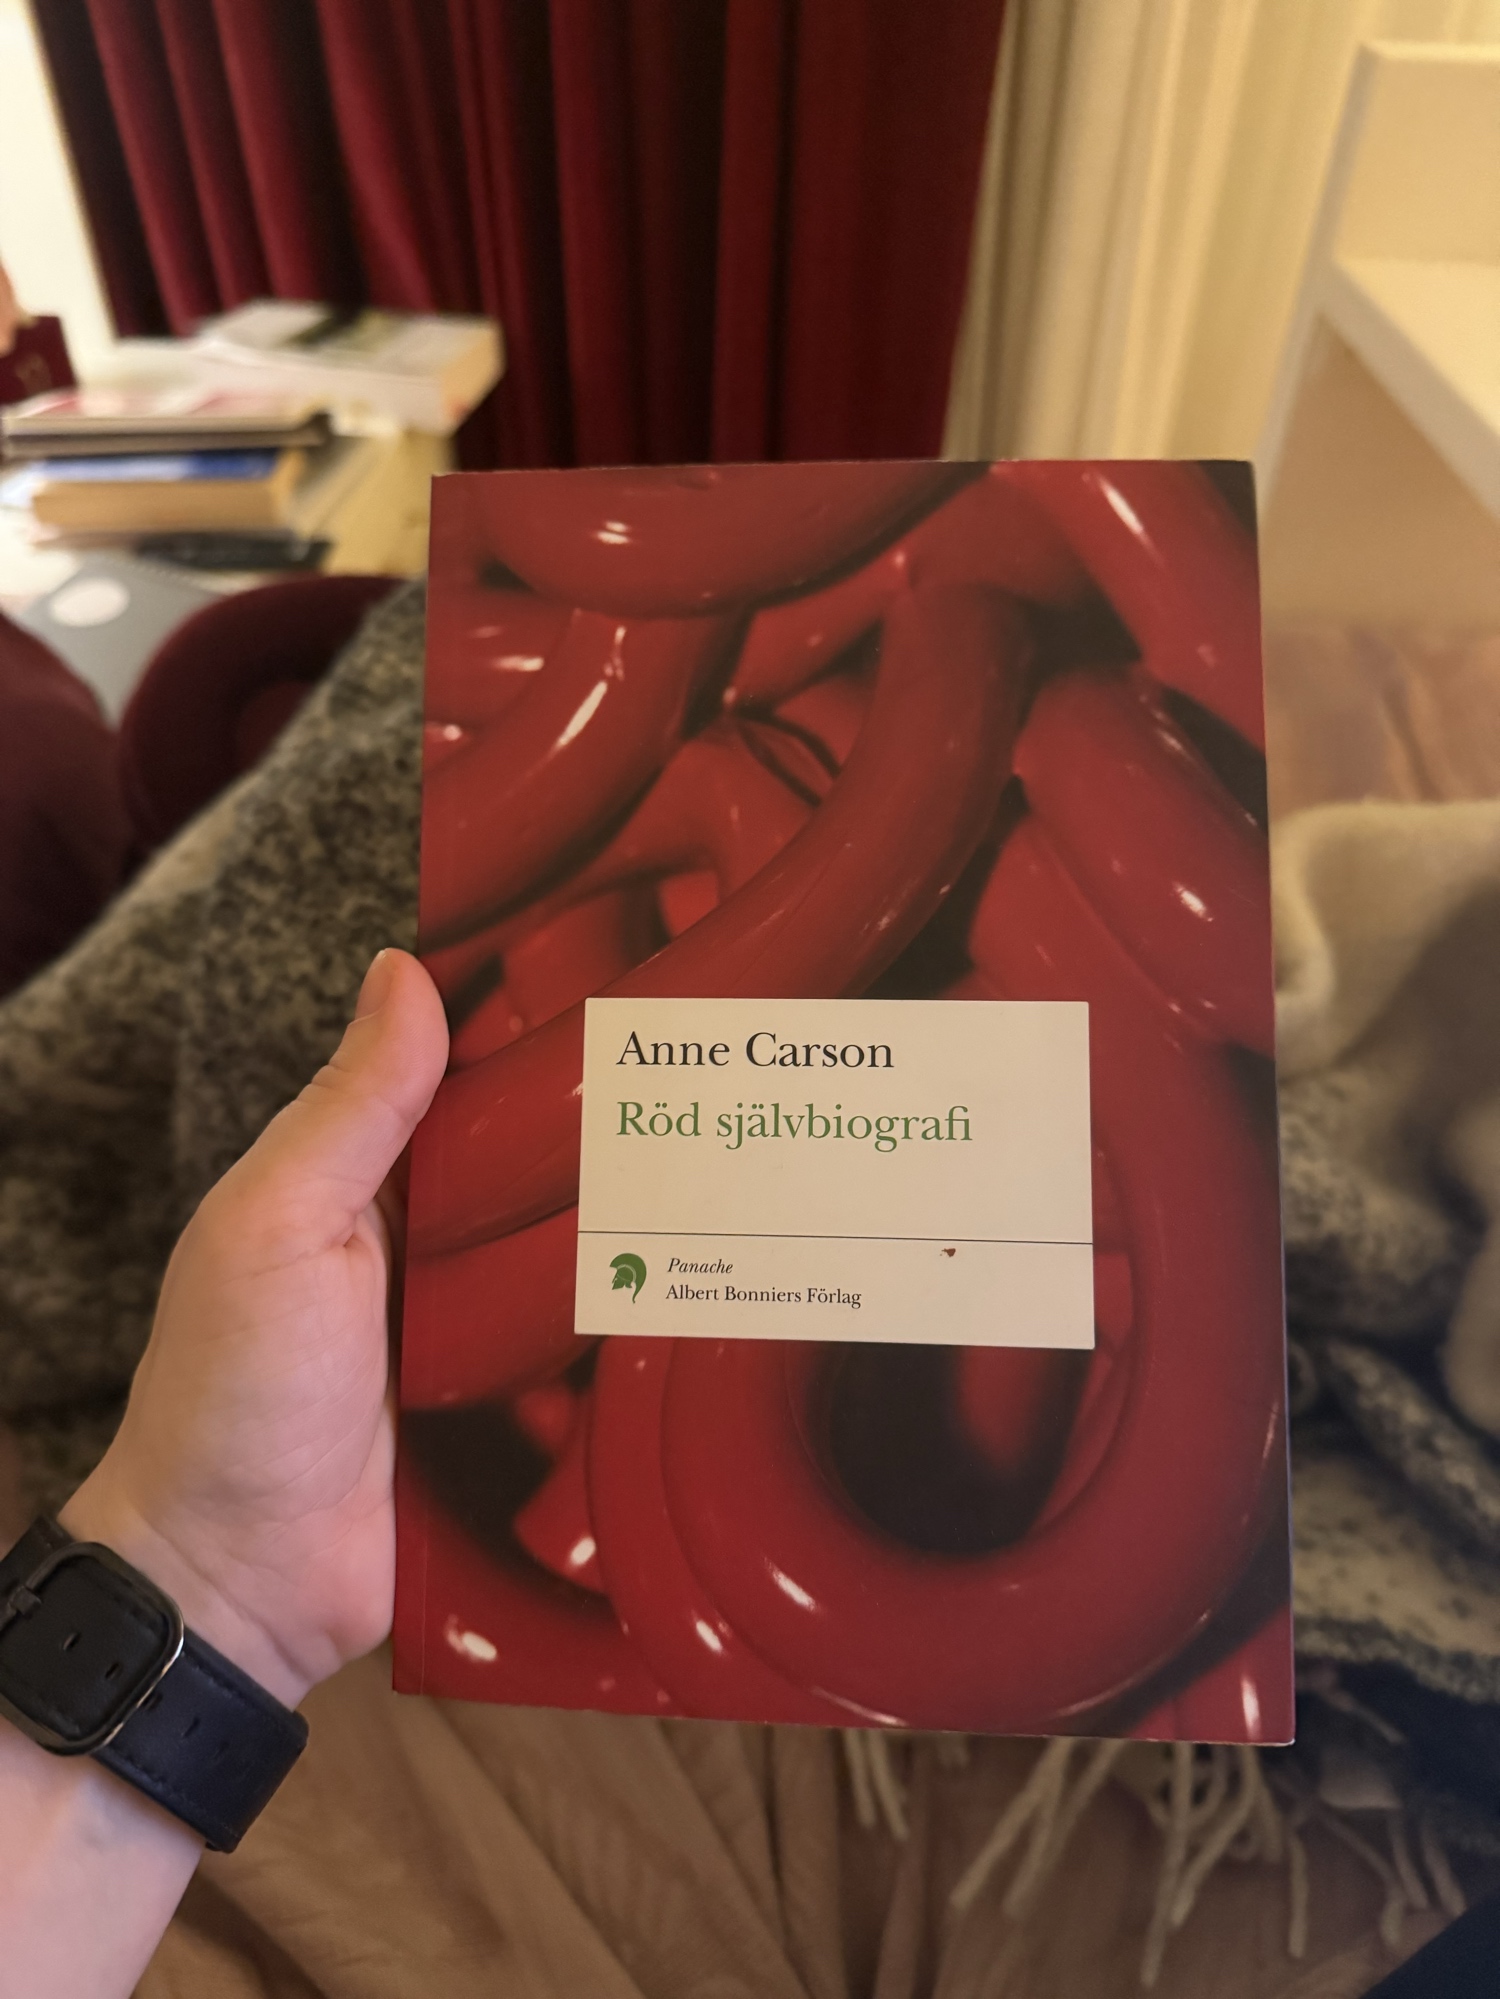 Anne Carson
Röd självbiografi
Panache
Albert Bonniers Förlag